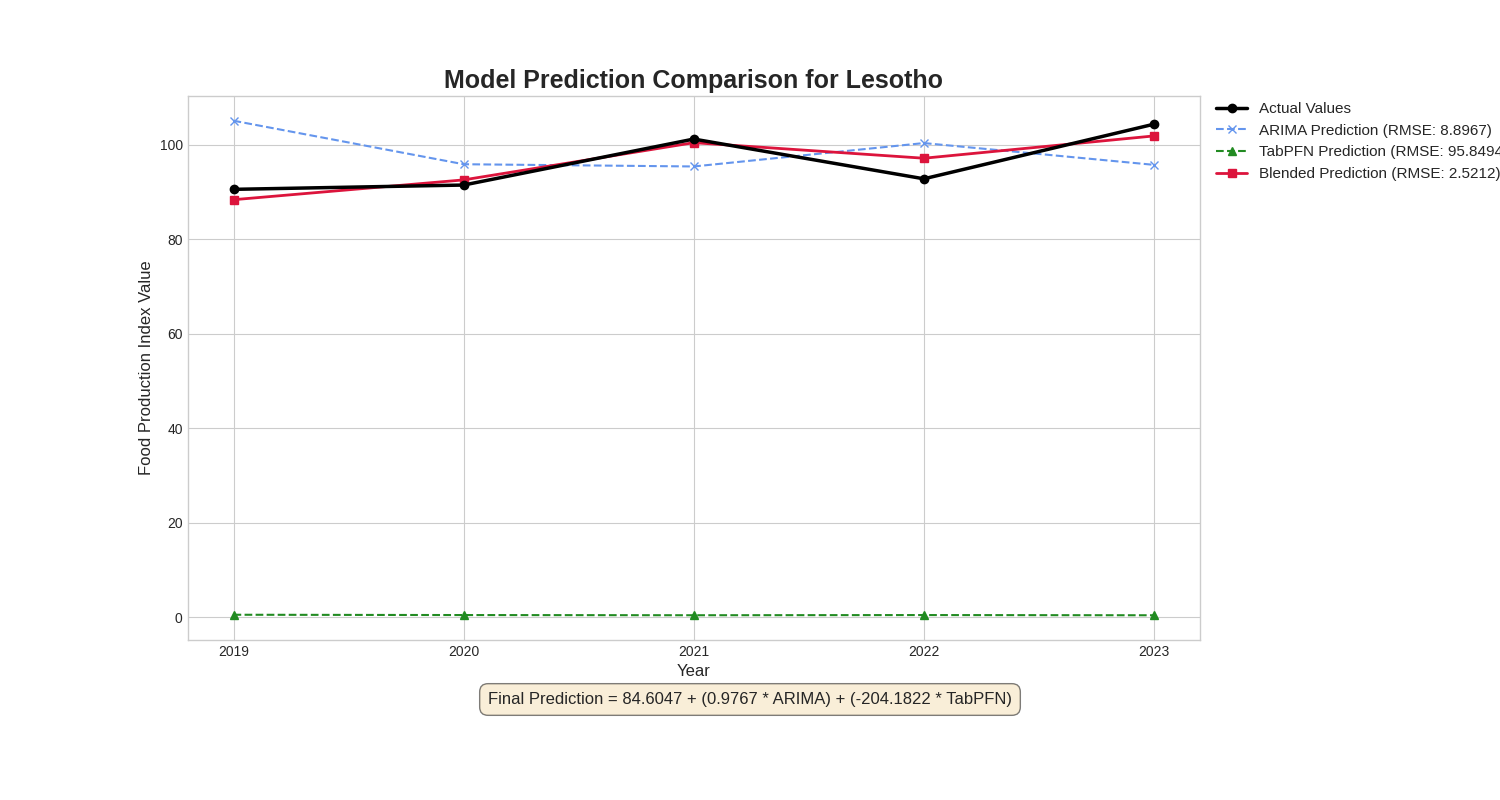 Model Prediction Comparison for Lesotho
Actual Values
ARIMA Prediction (RMSE: 8.8967)
TabPFN Prediction (RMSE: 95.8494
Blended Prediction (RMSE: 2.5212)
Food Production Index Value
100
80
60
40
20
0
2019 2020 2021 2022 2023
Year
Final Prediction = 84.6047 + (0.9767 * ARIMA) + (-204.1822 * TabPFN)